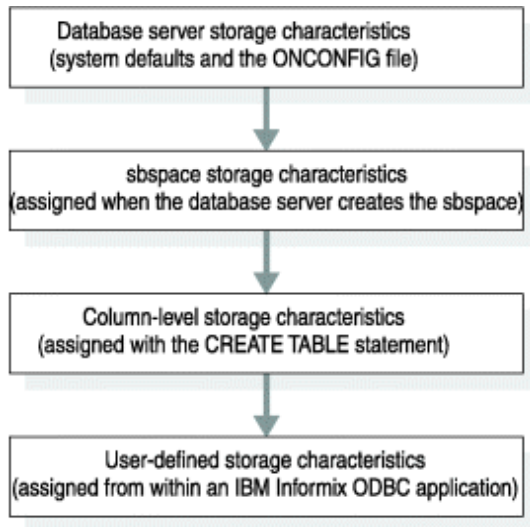 Database server storage characteristics
(system defaults and the ONCONFIG file)
sbspace storage characteristics
(assigned when the database server creates the sbspace)
Column-level storage characteristics
(assigned with the CREATE TABLE statement)
User-defined storage characteristics
(assigned from within an IBM Informix ODBC application)